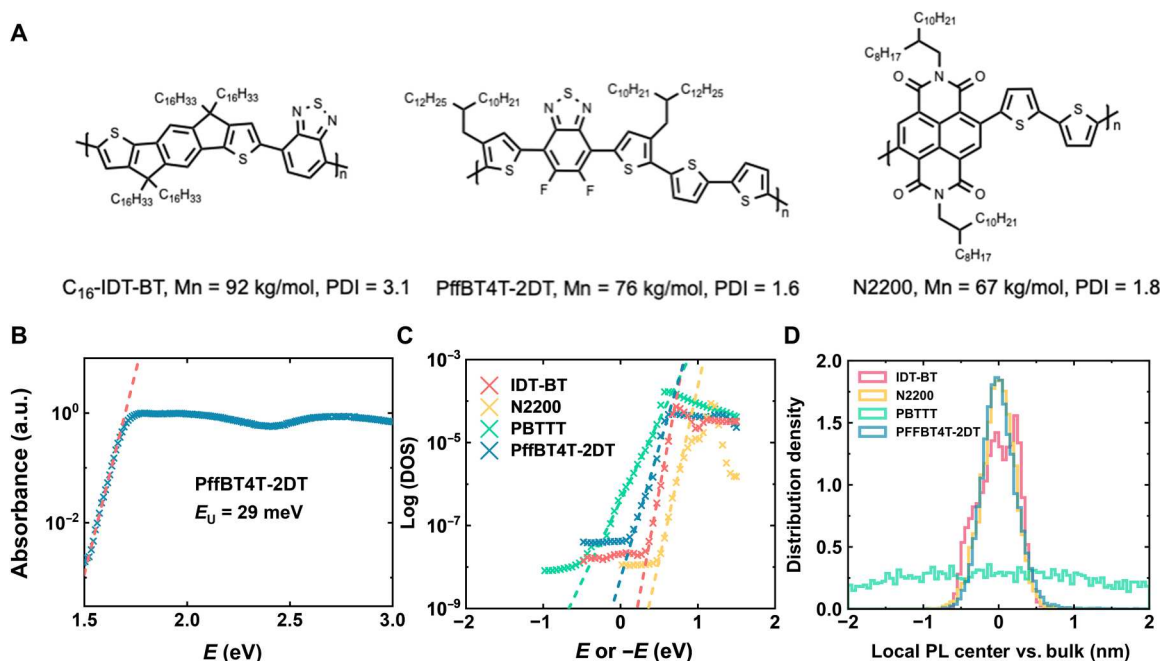 A
C16H33 C16H33
S
N S N
S
n
C16H33 C16H33
C12H25 C10H21
N S N
C10H21 C12H25
S
S
F F
S
S
n
C10H21
C8H17
O N O
S
S
n
O N O
C10H21
C8H17
C16-IDT-BT, Mn = 92 kg/mol, PDI = 3.1
PffBT4T-2DT, Mn = 76 kg/mol, PDI = 1.6
N2200, Mn = 67 kg/mol, PDI = 1.8
B
Absorbance (a.u.)
10^0
10^−2
PffBT4T-2DT
EU = 29 meV
1.5 2.0 2.5 3.0
E (eV)
C
Log (DOS)
10^−3
10^−5
10^−7
10^−9
IDT-BT
N2200
PBTTT
PffBT4T-2DT
−2 −1 0 1 2
E or −E (eV)
D
Distribution density
2.0
1.5
1.0
0.5
0.0
IDT-BT
N2200
PBTTT
PFFBT4T-2DT
−2 −1 0 1 2
Local PL center vs. bulk (nm)